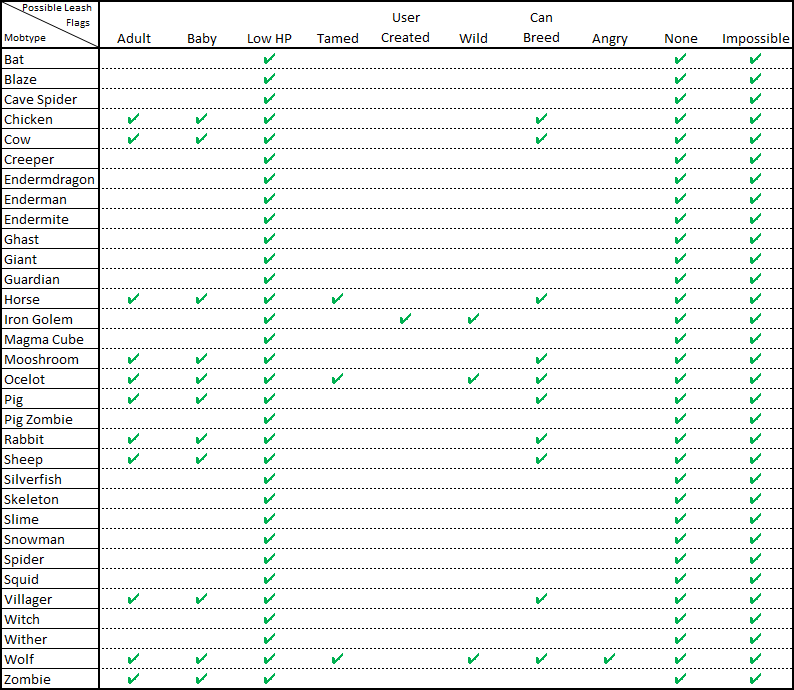 Possible Leash
Flags
Mobtype
Adult Baby Low HP Tamed User Created Wild Can Breed Angry None Impossible
Bat ✔ ✔ ✔
Blaze ✔ ✔ ✔
Cave Spider ✔ ✔ ✔
Chicken ✔ ✔ ✔ ✔ ✔ ✔
Cow ✔ ✔ ✔ ✔ ✔ ✔
Creeper ✔ ✔ ✔
Endermdragon ✔ ✔ ✔
Enderman ✔ ✔ ✔
Endermite ✔ ✔ ✔
Ghast ✔ ✔ ✔
Giant ✔ ✔ ✔
Guardian ✔ ✔ ✔
Horse ✔ ✔ ✔ ✔ ✔ ✔ ✔
Iron Golem ✔ ✔ ✔ ✔ ✔
Magma Cube ✔ ✔ ✔
Mooshroom ✔ ✔ ✔ ✔ ✔ ✔
Ocelot ✔ ✔ ✔ ✔ ✔ ✔ ✔ ✔
Pig ✔ ✔ ✔ ✔ ✔ ✔
Pig Zombie ✔ ✔ ✔
Rabbit ✔ ✔ ✔ ✔ ✔ ✔
Sheep ✔ ✔ ✔ ✔ ✔ ✔
Silverfish ✔ ✔ ✔
Skeleton ✔ ✔ ✔
Slime ✔ ✔ ✔
Snowman ✔ ✔ ✔
Spider ✔ ✔ ✔
Squid ✔ ✔ ✔
Villager ✔ ✔ ✔ ✔ ✔ ✔
Witch ✔ ✔ ✔
Wither ✔ ✔ ✔
Wolf ✔ ✔ ✔ ✔ ✔ ✔ ✔ ✔ ✔
Zombie ✔ ✔ ✔ ✔ ✔